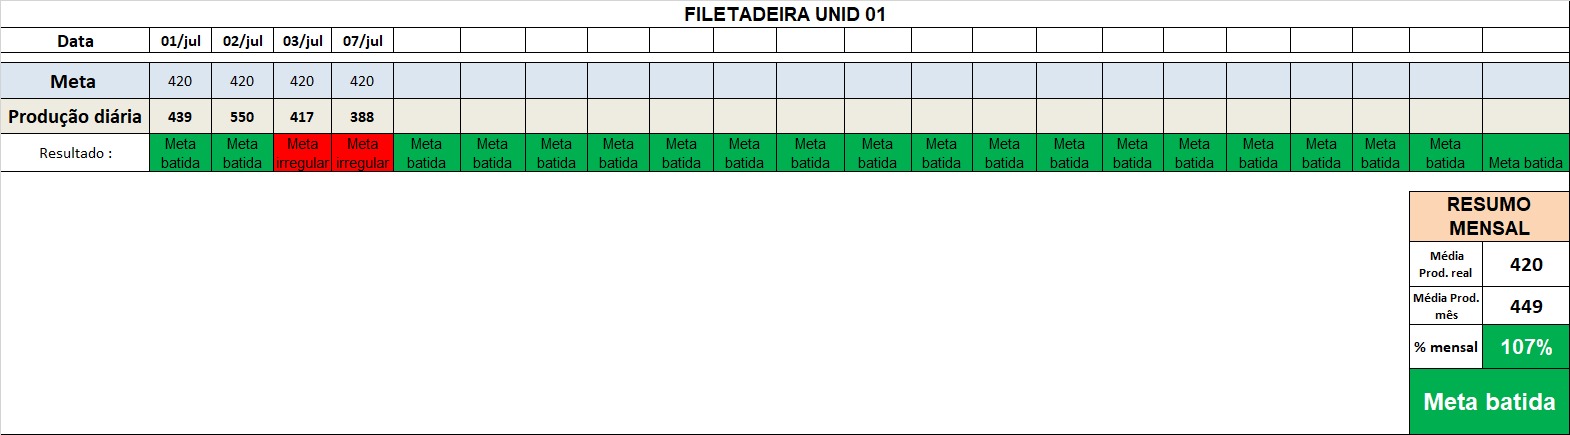 FILETADEIRA UNID 01
Data 01/jul 02/jul 03/jul 07/jul
Meta 420 420 420 420
Produção diária 439 550 417 388
Resultado : Meta batida Meta batida Meta irregular Meta irregular Meta batida Meta batida Meta batida Meta batida Meta batida Meta batida Meta batida Meta batida Meta batida Meta batida Meta batida Meta batida Meta batida Meta batida Meta batida Meta batida Meta batida Meta batida
RESUMO
MENSAL
Média
Prod. real 420
Média Prod.
mês 449
% mensal 107%
Meta batida